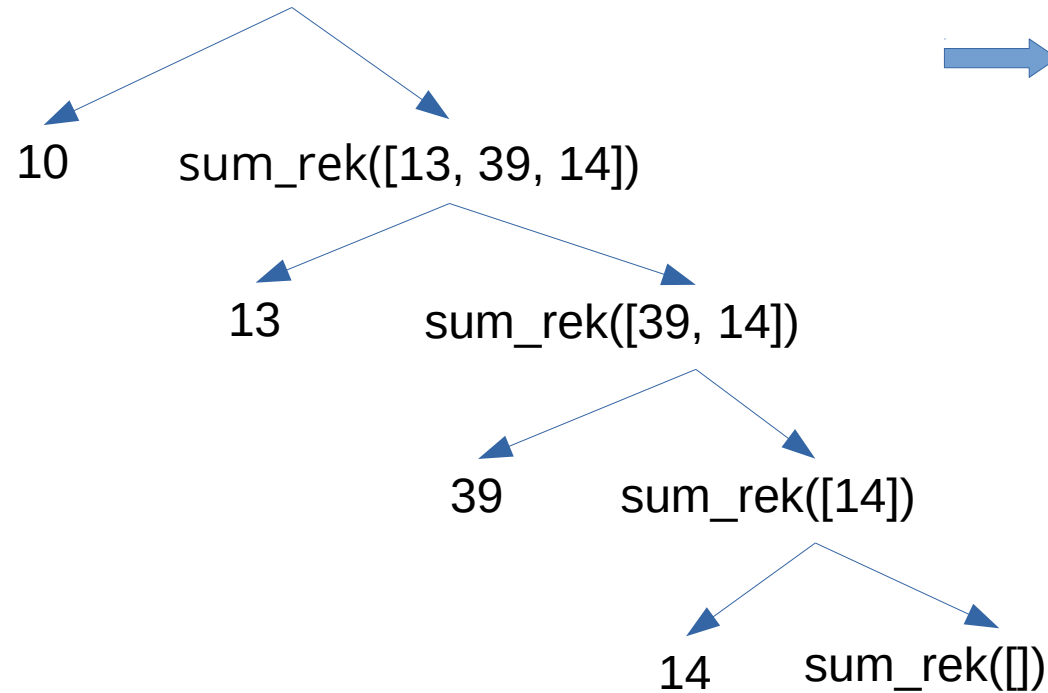 10 sum_rek([13, 39, 14])
13 sum_rek([39, 14])
39 sum_rek([14])
14 sum_rek([])